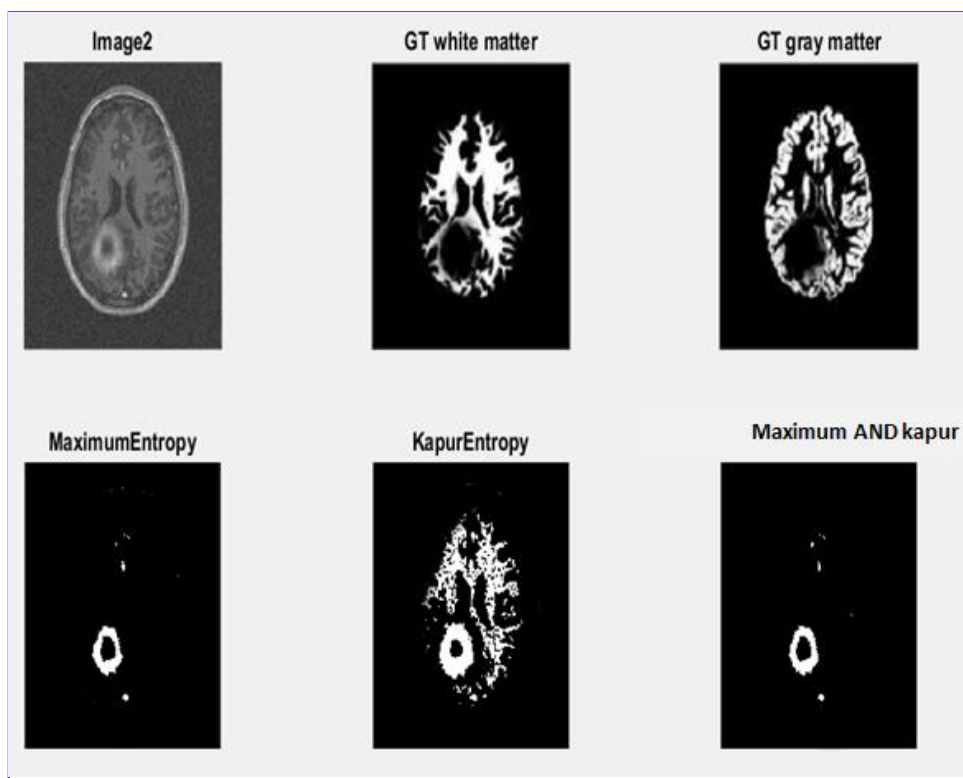 Image2
GT white matter
GT gray matter
MaximumEntropy
KapurEntropy
Maximum AND kapur